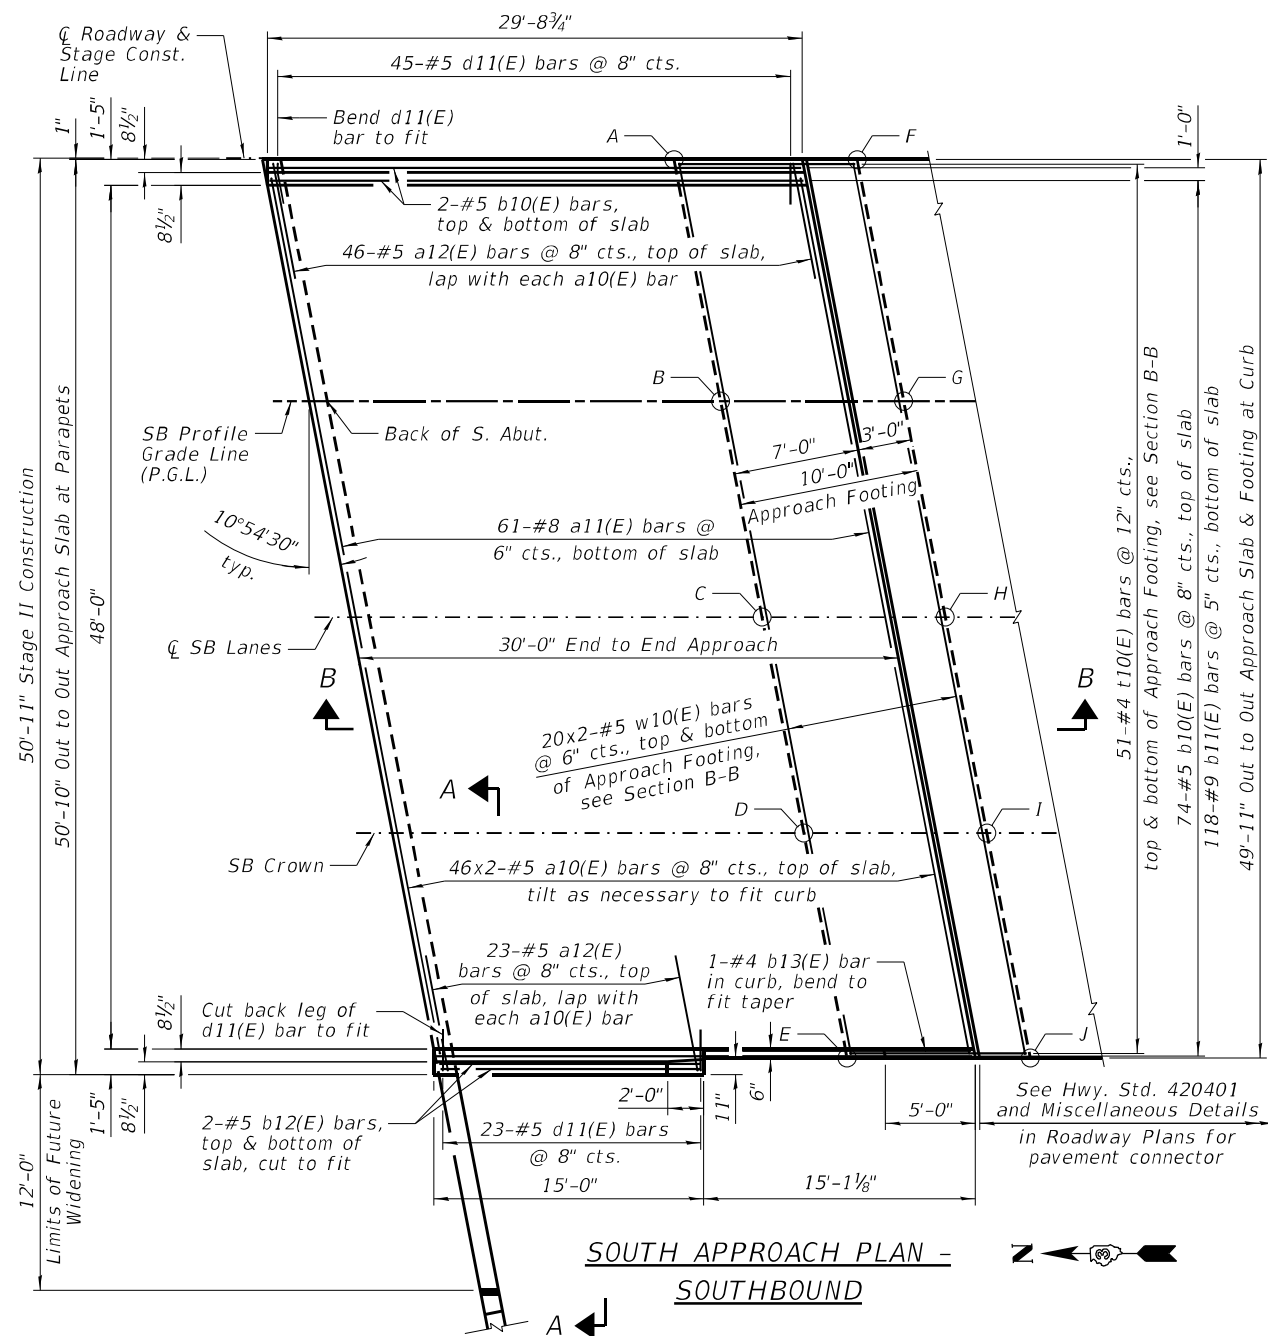 29'-8¾"
℄ Roadway &
Stage Const.
Line
45-#5 d11(E) bars @ 8" cts.
1"
1'-5"
8½"
8½"
Bend d11(E)
bar to fit
A
F
1'-0"
2-#5 b10(E) bars,
top & bottom of slab
46-#5 a12(E) bars @ 8" cts., top of slab,
lap with each a10(E) bar
B
G
SB Profile
Grade Line
(P.G.L.)
Back of S. Abut.
7'-0"
3'-0"
10'-0"
Approach Footing
10°54'30"
typ.
61-#8 a11(E) bars @
6" cts., bottom of slab
C
H
℄ SB Lanes
30'-0" End to End Approach
B
B
20x2-#5 w10(E) bars
@ 6" cts., top & bottom
of Approach Footing,
see Section B-B
A
D
I
SB Crown
46x2-#5 a10(E) bars @ 8" cts., top of slab,
tilt as necessary to fit curb
50'-11" Stage II Construction
50'-10" Out to Out Approach Slab at Parapets
48'-0"
51-#4 t10(E) bars @ 12" cts.,
top & bottom of Approach Footing, see Section B-B
74-#5 b10(E) bars @ 8" cts., top of slab
118-#9 b11(E) bars @ 5" cts., bottom of slab
49'-11" Out to Out Approach Slab & Footing at Curb
23-#5 a12(E)
bars @ 8" cts., top
of slab, lap with
each a10(E) bar
1-#4 b13(E) bar
in curb, bend to
fit taper
Cut back leg of
d11(E) bar to fit
8½"
1'-5"
8½"
E
J
2-#5 b12(E) bars,
top & bottom of
slab, cut to fit
2'-0"
11"
6"
5'-0"
See Hwy. Std. 420401
and Miscellaneous Details
in Roadway Plans for
pavement connector
23-#5 d11(E) bars
@ 8" cts.
15'-0"
15'-1⅛"
12'-0"
Limits of Future
Widening
SOUTH APPROACH PLAN -
SOUTHBOUND
N
3
A